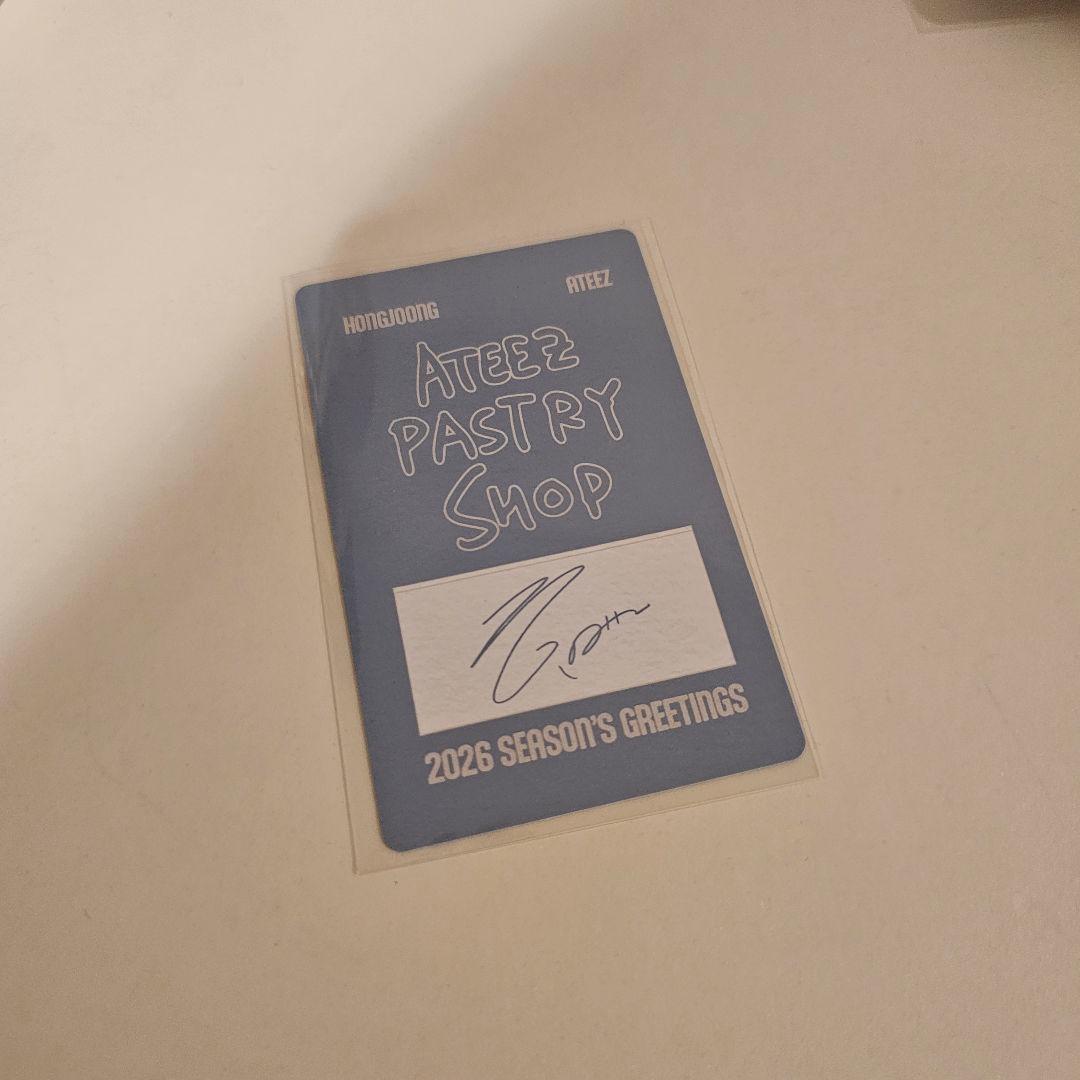 HONGJOONG
ATEEZ
ATEEZ
PASTRY
SHOP
2026 SEASON'S GREETINGS